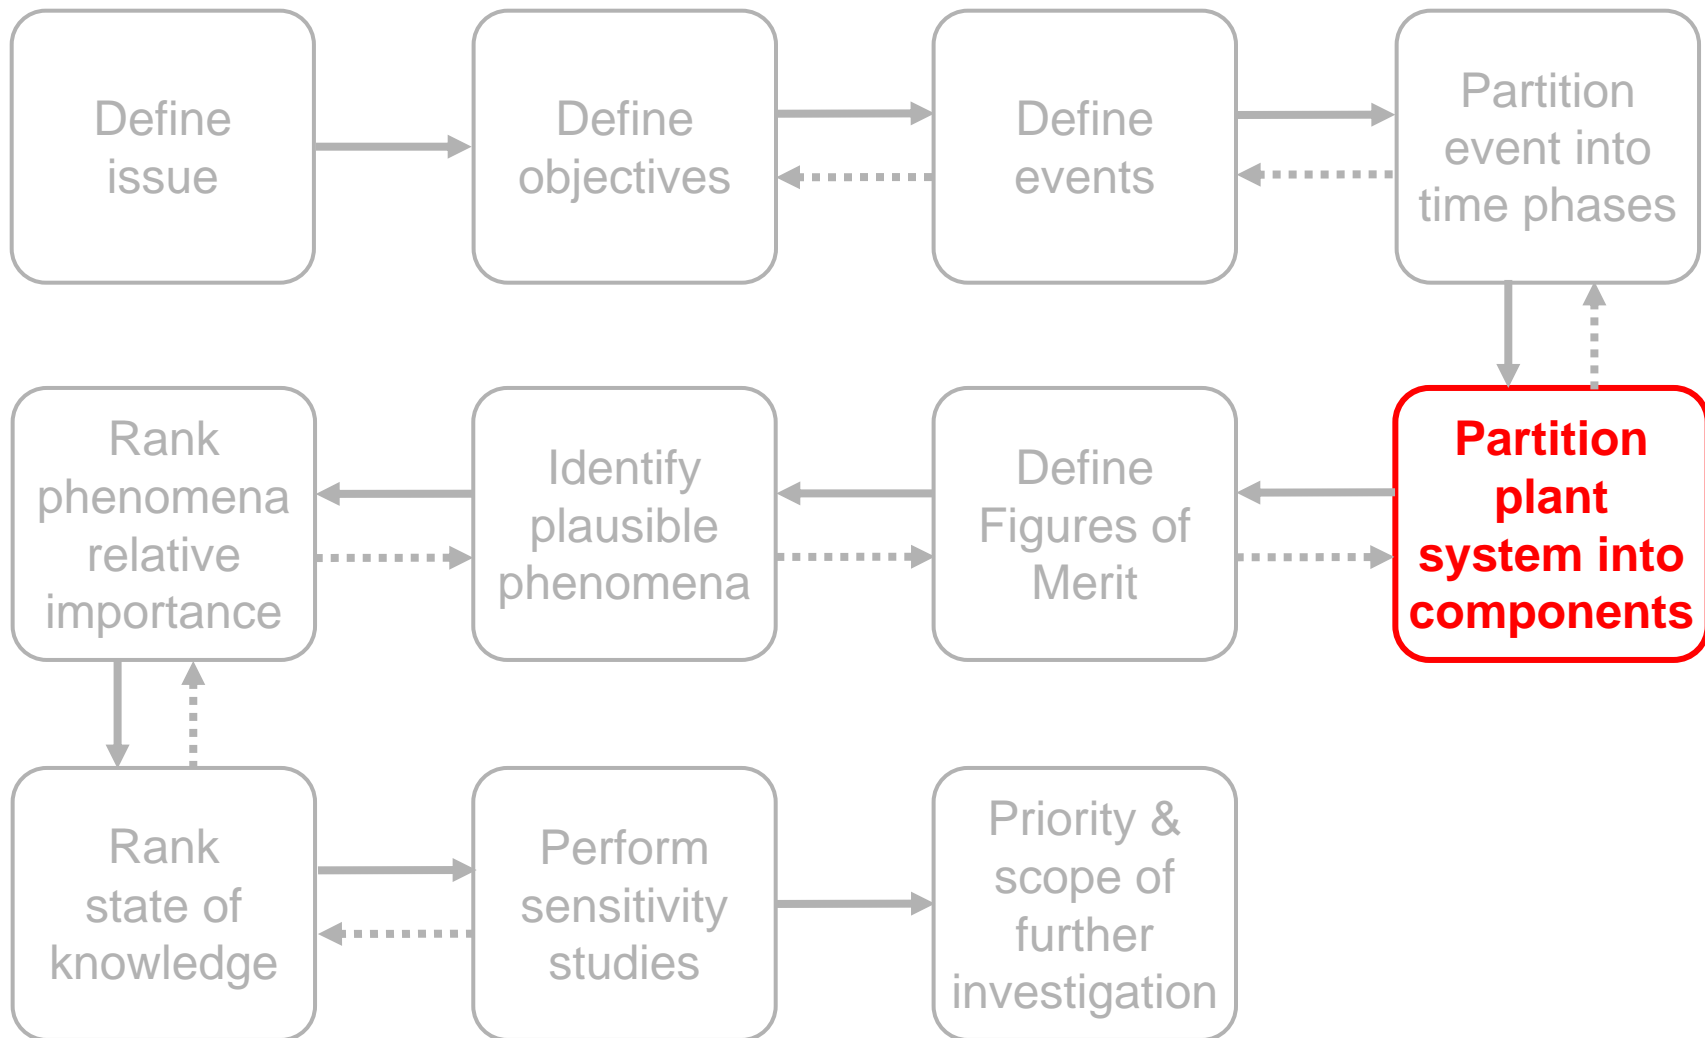 Define
issue
Define
objectives
Define
events
Partition
event into
time phases
Rank
phenomena
relative
importance
Identify
plausible
phenomena
Define
Figures of
Merit
Partition
plant
system into
components
Rank
state of
knowledge
Perform
sensitivity
studies
Priority &
scope of
further
investigation